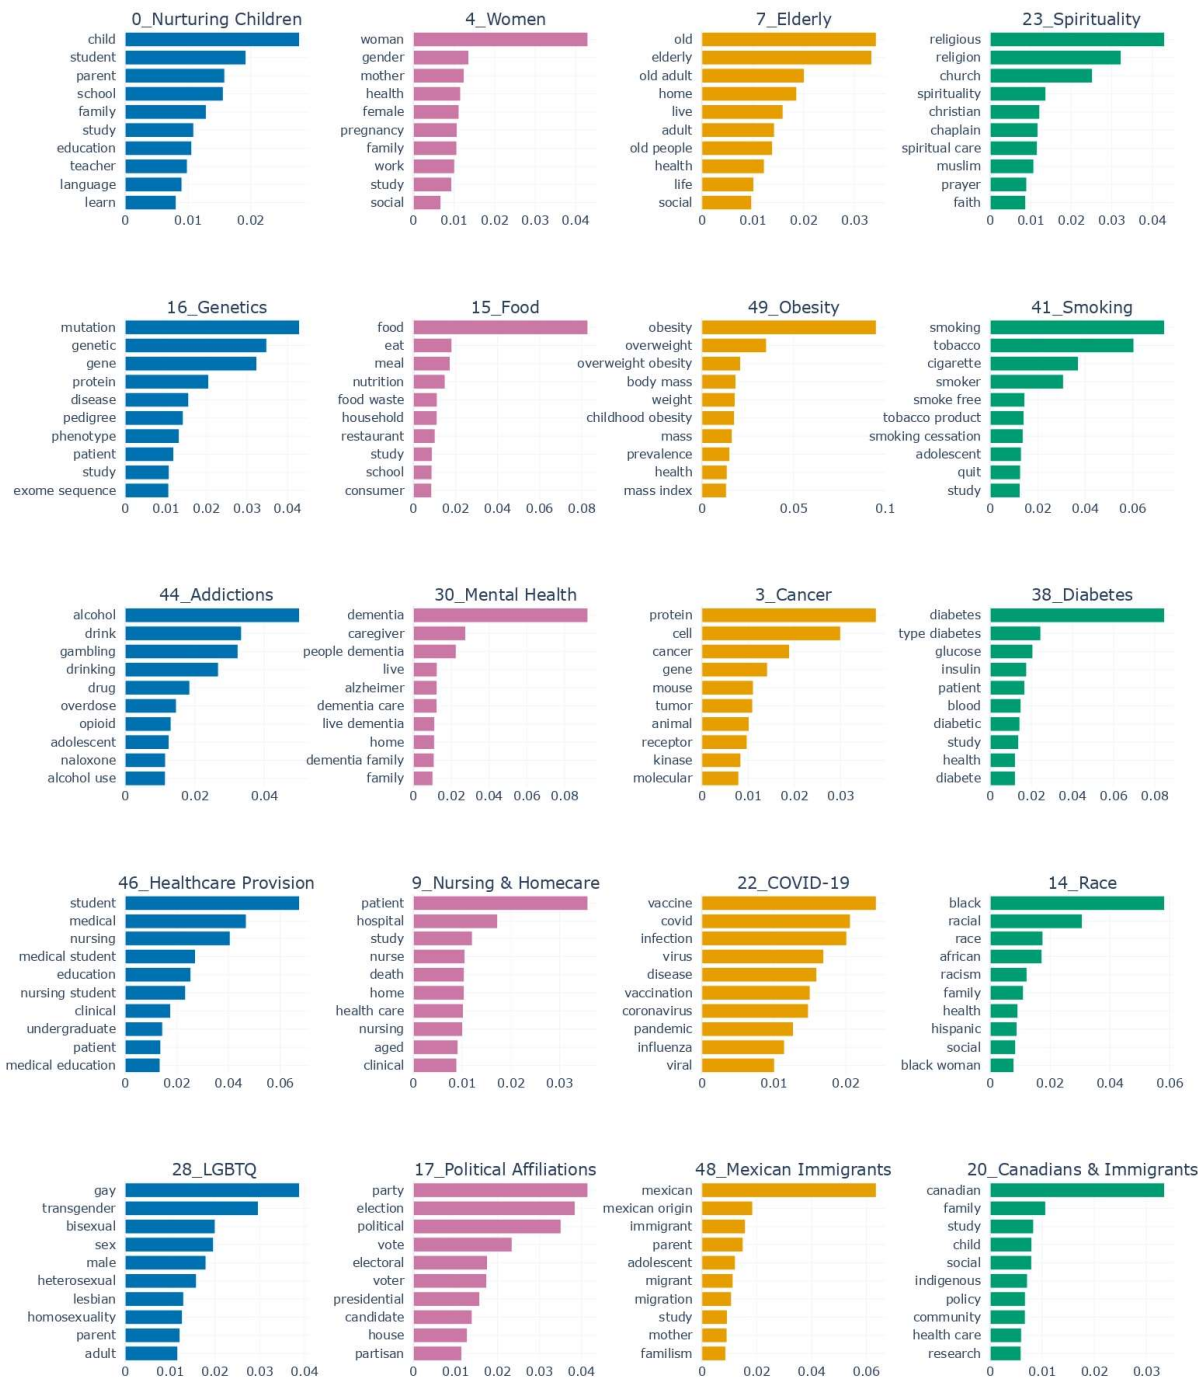 0_Nurturing Children
child
student
parent
school
family
study
education
teacher
language
learn
0 0.01 0.02
4_Women
woman
gender
mother
health
female
pregnancy
family
work
study
social
0 0.01 0.02 0.03 0.04
7_Elderly
old
elderly
old adult
home
live
adult
old people
health
life
social
0 0.01 0.02 0.03
23_Spirituality
religious
religion
church
spirituality
christian
chaplain
spiritual care
muslim
prayer
faith
0 0.01 0.02 0.03 0.04
16_Genetics
mutation
genetic
gene
protein
disease
pedigree
phenotype
patient
study
exome sequence
0 0.01 0.02 0.03 0.04
15_Food
food
eat
meal
nutrition
food waste
household
restaurant
study
school
consumer
0 0.02 0.04 0.06 0.08
49_Obesity
obesity
overweight
overweight obesity
body mass
weight
childhood obesity
mass
prevalence
health
mass index
0 0.05 0.1
41_Smoking
smoking
tobacco
cigarette
smoker
smoke free
tobacco product
smoking cessation
adolescent
quit
study
0 0.02 0.04 0.06
44_Addictions
alcohol
drink
gambling
drinking
drug
overdose
opioid
adolescent
naloxone
alcohol use
0 0.02 0.04
30_Mental Health
dementia
caregiver
people dementia
live
alzheimer
dementia care
live dementia
home
dementia family
family
0 0.02 0.04 0.06 0.08
3_Cancer
protein
cell
cancer
gene
mouse
tumor
animal
receptor
kinase
molecular
0 0.01 0.02 0.03
38_Diabetes
diabetes
type diabetes
glucose
insulin
patient
blood
diabetic
study
health
diabete
0 0.02 0.04 0.06 0.08
46_Healthcare Provision
student
medical
nursing
medical student
education
nursing student
clinical
undergraduate
patient
medical education
0 0.02 0.04 0.06
9_Nursing & Homecare
patient
hospital
study
nurse
death
home
health care
nursing
aged
clinical
0 0.01 0.02 0.03
22_COVID-19
vaccine
covid
infection
virus
disease
vaccination
coronavirus
pandemic
influenza
viral
0 0.01 0.02
14_Race
black
racial
race
african
racism
family
health
hispanic
social
black woman
0 0.02 0.04 0.06
28_LGBTQ
gay
transgender
bisexual
sex
male
heterosexual
lesbian
homosexuality
parent
adult
0 0.01 0.02 0.03 0.04
17_Political Affiliations
party
election
political
vote
electoral
voter
presidential
candidate
house
partisan
0 0.01 0.02 0.03 0.04
48_Mexican Immigrants
mexican
mexican origin
immigrant
parent
adolescent
migrant
migration
study
mother
familism
0 0.02 0.04 0.06
20_Canadians & Immigrants
canadian
family
study
child
social
indigenous
policy
community
health care
research
0 0.01 0.02 0.03